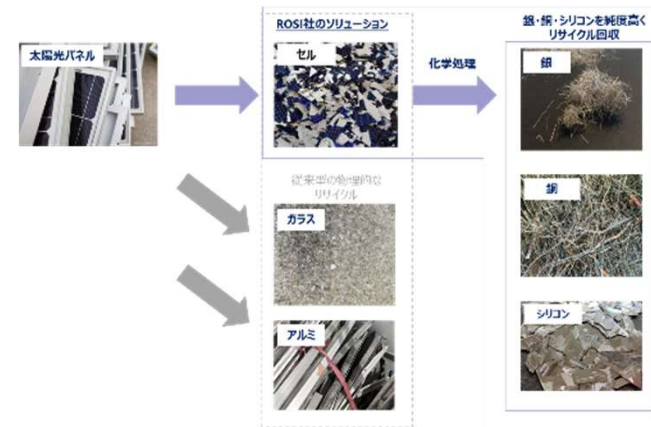 ROSI社のソリューション
銀・銅・シリコンを純度高く
リサイクル回収
太陽光パネル
セル
化学処理
銀
従来型の物理的な
リサイクル
銅
ガラス
シリコン
アルミ